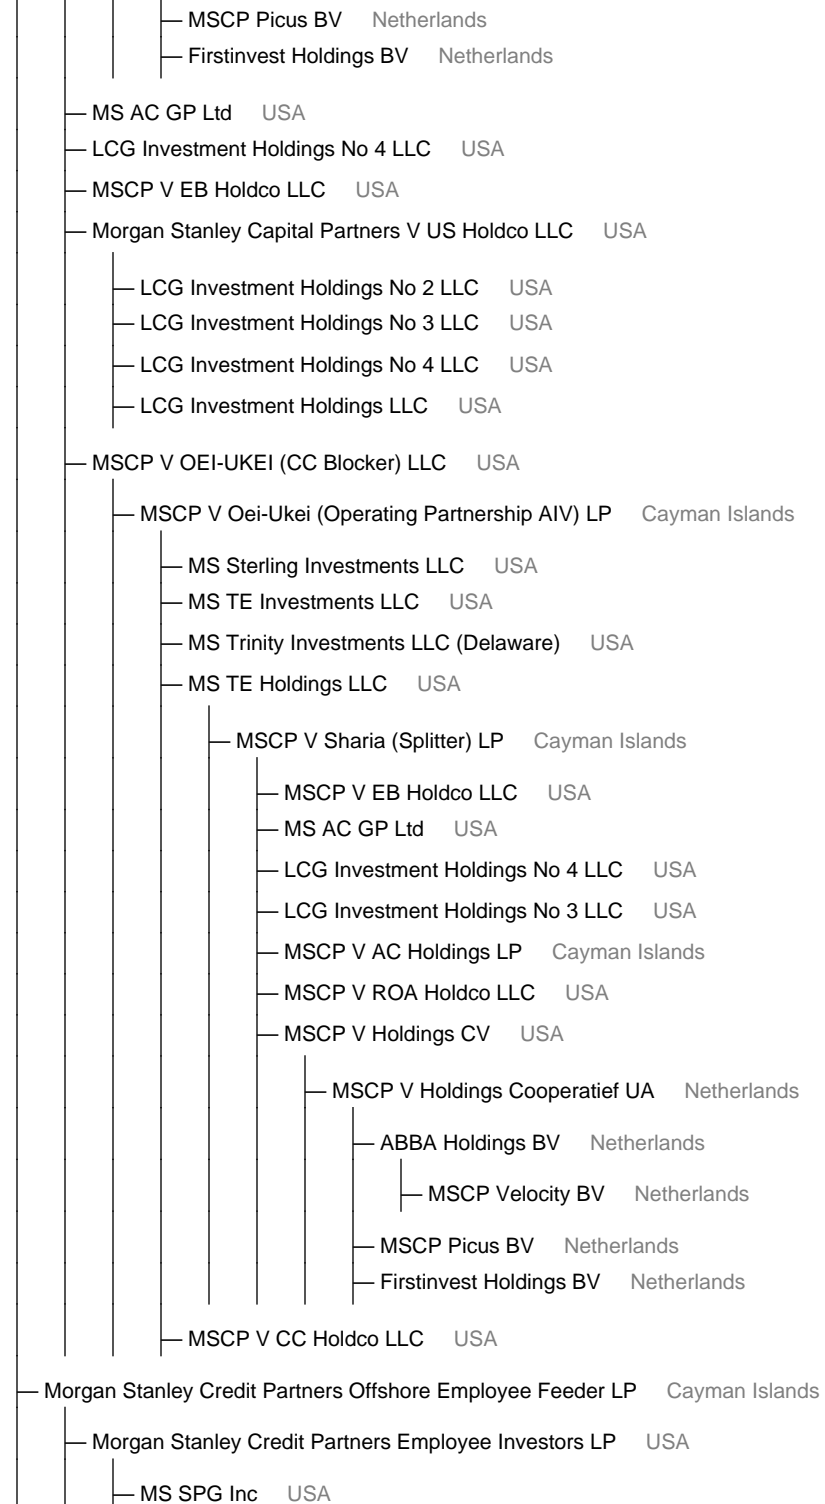 MSCP Picus BV Netherlands
Firstinvest Holdings BV Netherlands
MS AC GP Ltd USA
LCG Investment Holdings No 4 LLC USA
MSCP V EB Holdco LLC USA
Morgan Stanley Capital Partners V US Holdco LLC USA
LCG Investment Holdings No 2 LLC USA
LCG Investment Holdings No 3 LLC USA
LCG Investment Holdings No 4 LLC USA
LCG Investment Holdings LLC USA
MSCP V OEI-UKEI (CC Blocker) LLC USA
MSCP V Oei-Ukei (Operating Partnership AIV) LP Cayman Islands
MS Sterling Investments LLC USA
MS TE Investments LLC USA
MS Trinity Investments LLC (Delaware) USA
MS TE Holdings LLC USA
MSCP V Sharia (Splitter) LP Cayman Islands
MSCP V EB Holdco LLC USA
MS AC GP Ltd USA
LCG Investment Holdings No 4 LLC USA
LCG Investment Holdings No 3 LLC USA
MSCP V AC Holdings LP Cayman Islands
MSCP V ROA Holdco LLC USA
MSCP V Holdings CV USA
MSCP V Holdings Cooperatief UA Netherlands
ABBA Holdings BV Netherlands
MSCP Velocity BV Netherlands
MSCP Picus BV Netherlands
Firstinvest Holdings BV Netherlands
MSCP V CC Holdco LLC USA
Morgan Stanley Credit Partners Offshore Employee Feeder LP Cayman Islands
Morgan Stanley Credit Partners Employee Investors LP USA
MS SPG Inc USA